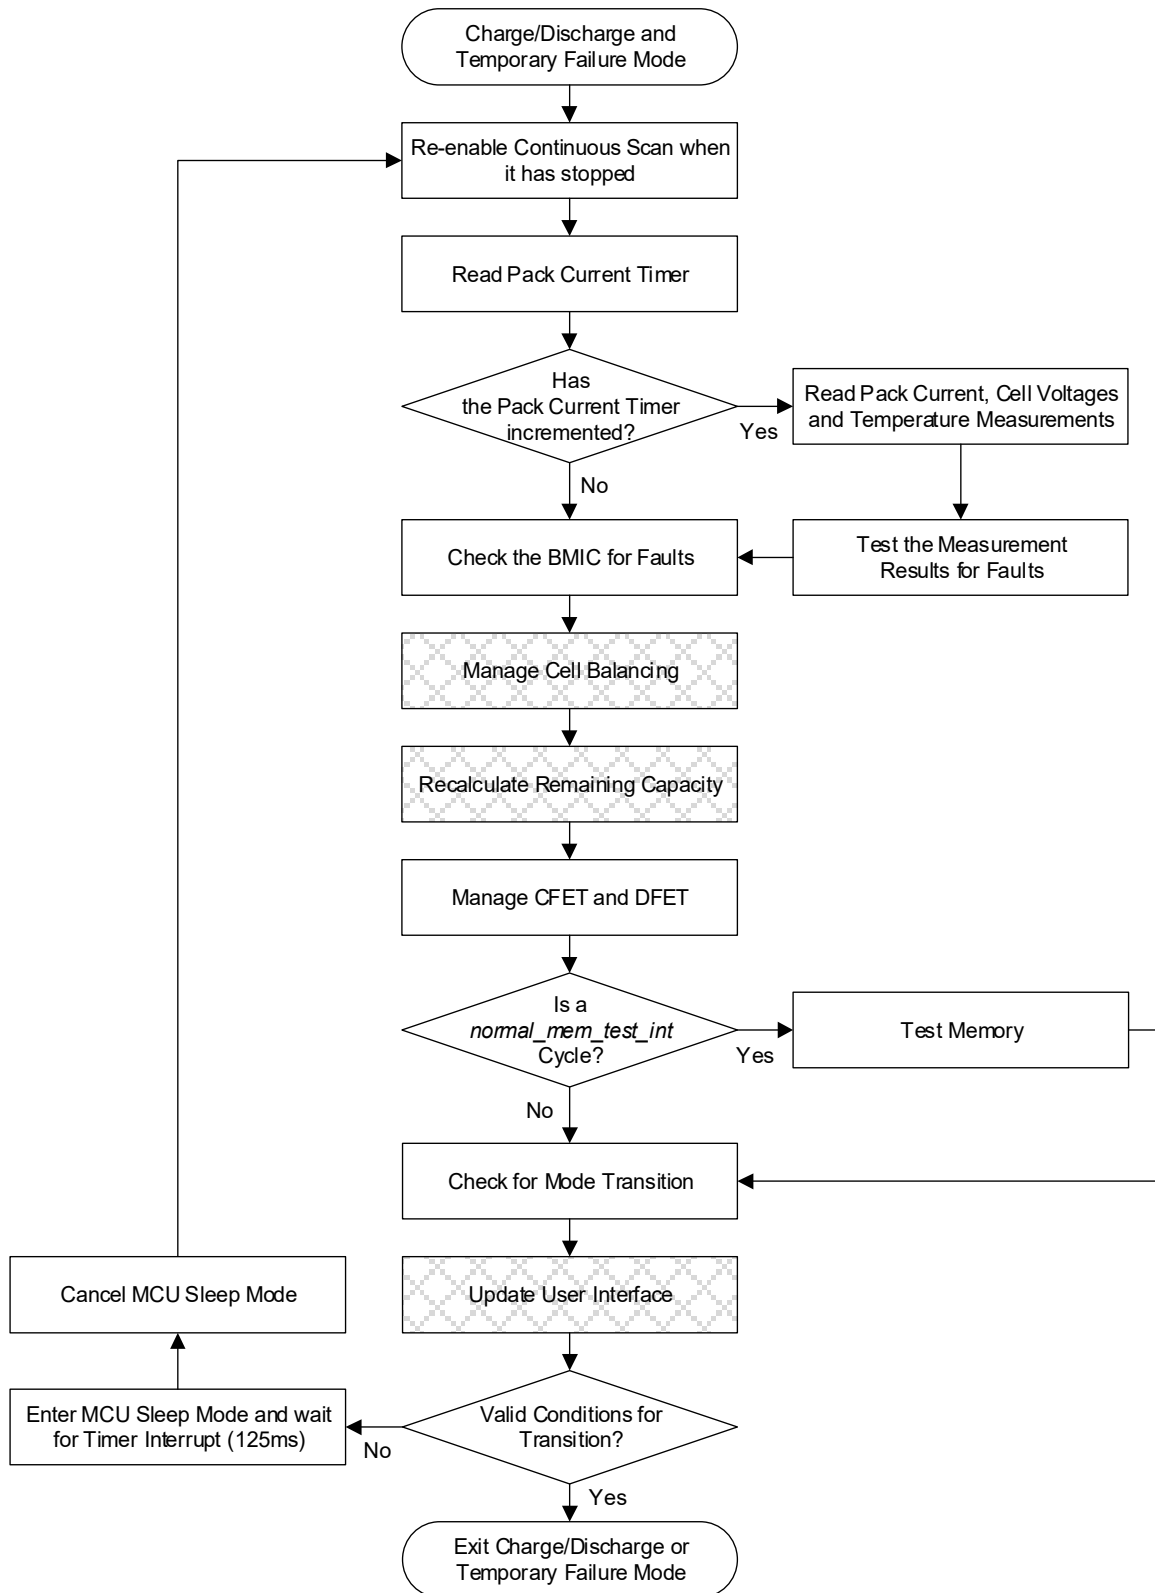 Charge/Discharge and
Temporary Failure Mode
Re-enable Continuous Scan when
it has stopped
Read Pack Current Timer
Has
the Pack Current Timer
incremented?
Yes
No
Read Pack Current, Cell Voltages
and Temperature Measurements
Test the Measurement
Results for Faults
Check the BMIC for Faults
Manage Cell Balancing
Recalculate Remaining Capacity
Manage CFET and DFET
Is a
normal_mem_test_int
Cycle?
Yes
No
Test Memory
Check for Mode Transition
Update User Interface
Valid Conditions for
Transition?
No
Yes
Enter MCU Sleep Mode and wait
for Timer Interrupt (125ms)
Cancel MCU Sleep Mode
Exit Charge/Discharge or
Temporary Failure Mode